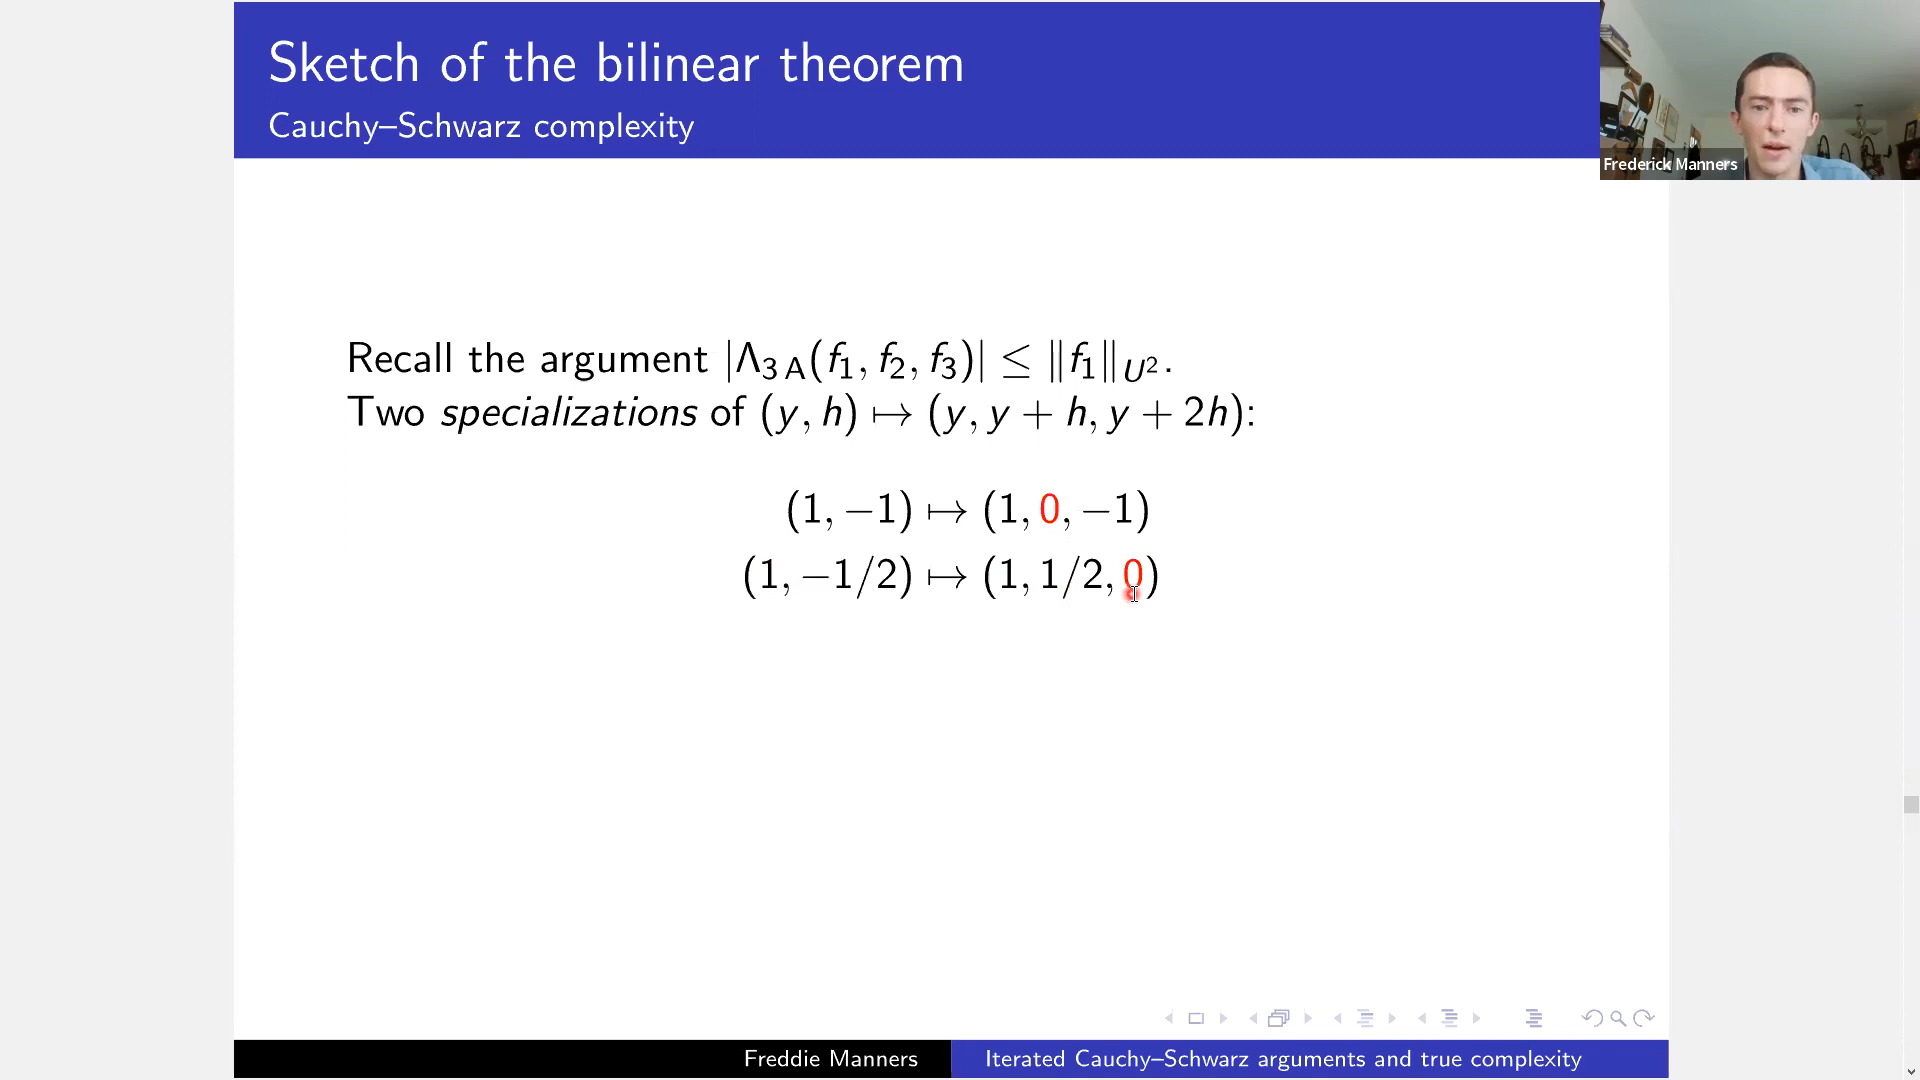 Sketch of the bilinear theorem
Cauchy–Schwarz complexity
Frederick Manners
Recall the argument |Λ₃ A(f₁, f₂, f₃)| ≤ ‖f₁‖_{U²}.
Two specializations of (y, h) ↦ (y, y + h, y + 2h):
(1, −1) ↦ (1, 0, −1)
(1, −1/2) ↦ (1, 1/2, 0)
Freddie Manners
Iterated Cauchy–Schwarz arguments and true complexity